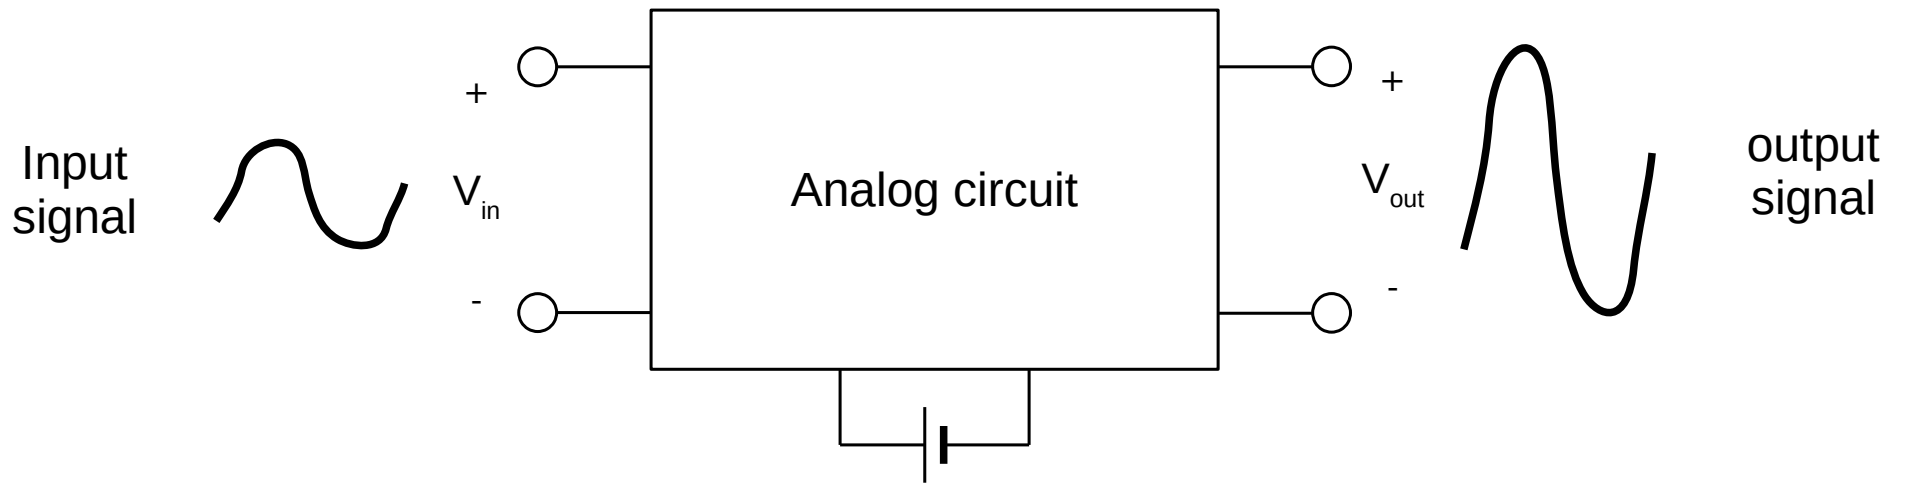 Input
signal
+
V in
-
Analog circuit
+
V out
-
output
signal